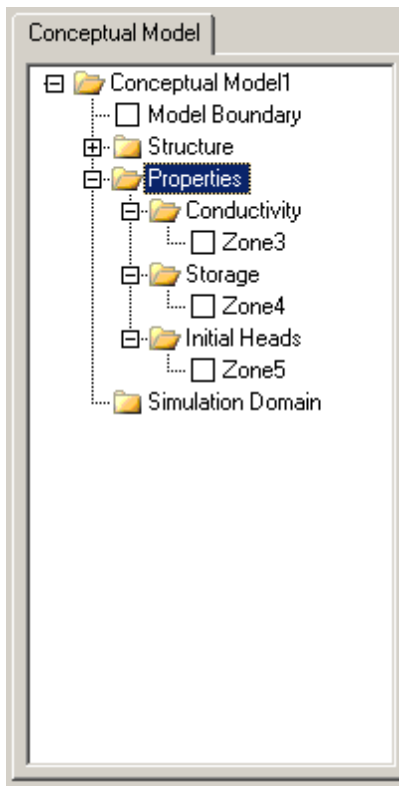 Conceptual Model
Conceptual Model1
Model Boundary
Structure
Properties
Conductivity
Zone3
Storage
Zone4
Initial Heads
Zone5
Simulation Domain